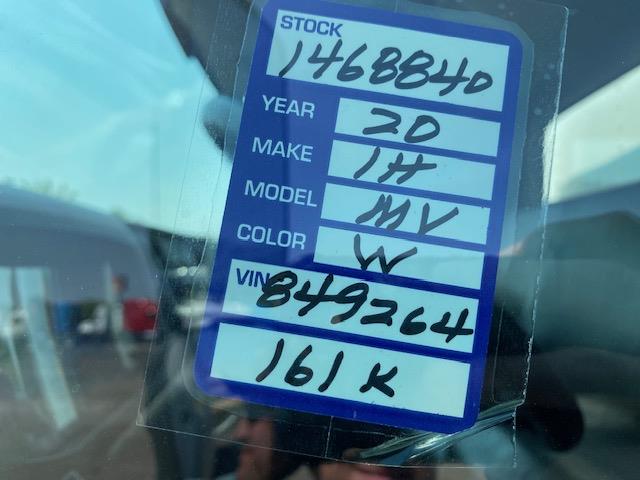 STOCK
1468840
YEAR 20
MAKE IH
MODEL MV
COLOR W
VIN 849264
161 K